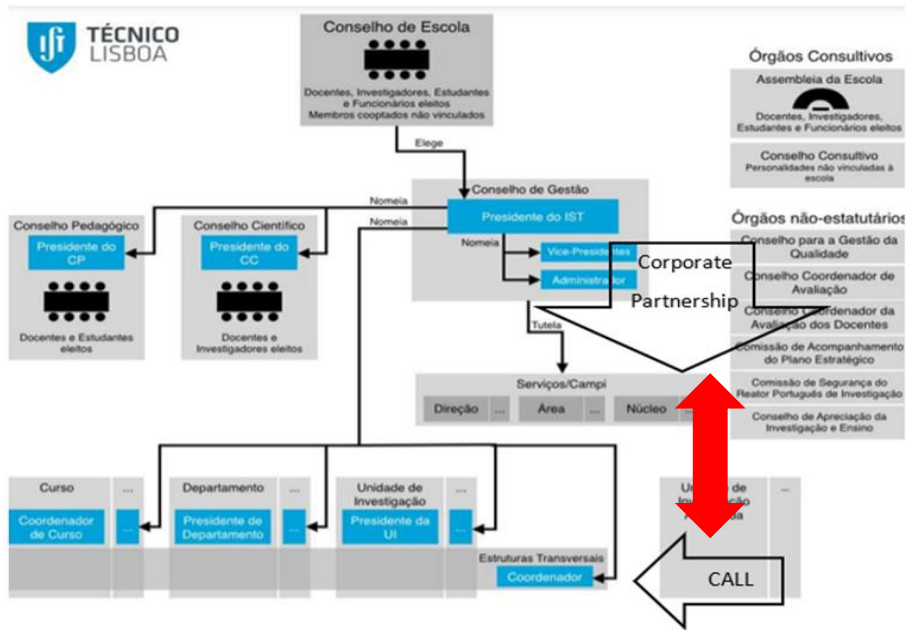 TÉCNICO
LISBOA
Conselho de Escola
Docentes, Investigadores, Estudantes
e Funcionários eleitos
Membros cooptados não vinculados
Órgãos Consultivos
Assembleia da Escola
Docentes, Investigadores,
Estudantes e Funcionários eleitos
Conselho Consultivo
Personalidades não vinculadas à
escola
Elege
Conselho de Gestão
Presidente do IST
Nomeia
Nomeia
Nomeia
Vice-Presidentes
Administrador
Conselho Pedagógico
Presidente do
CP
Docentes e Estudantes
eleitos
Conselho Científico
Presidente do
CC
Docentes e
Investigadores eleitos
Corporate
Partnership
Órgãos não-estatutários
Conselho para a Gestão da
Qualidade
Conselho Coordenador de
Avaliação
Conselho Coordenador da
Avaliação dos Docentes
Comissão de Acompanhamento
do Plano Estratégico
Comissão de Segurança do
Reator Português de Investigação
Conselho de Apreciação da
Investigação e Ensino
Tutela
Serviços/Campi
Direção ...
Área ...
Núcleo
Curso ...
Coordenador
de Curso
...
Departamento ...
Presidente de
Departamento
...
Unidade de
Investigação
...
Presidente da
UI
...
Estruturas Transversais
Coordenador
de
...
CALL